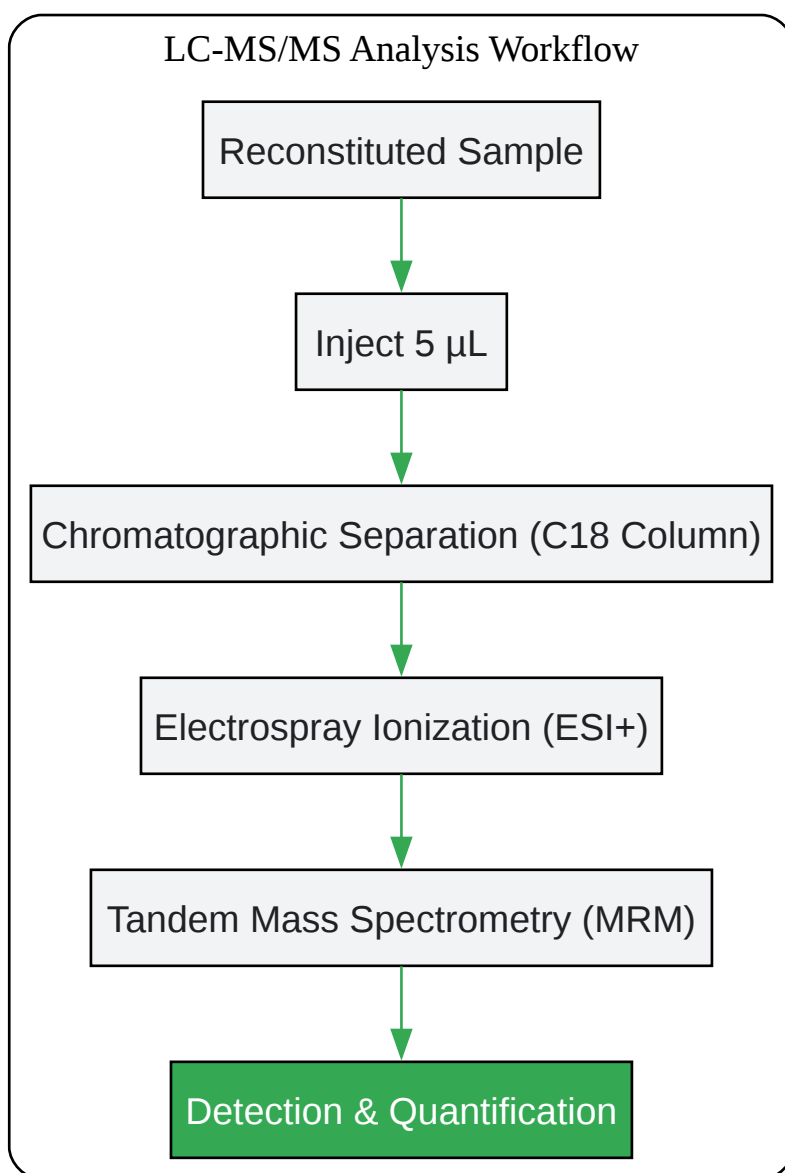 LC-MS/MS Analysis Workflow
Reconstituted Sample
Inject 5 µL
Chromatographic Separation (C18 Column)
Electrospray Ionization (ESI+)
Tandem Mass Spectrometry (MRM)
Detection & Quantification